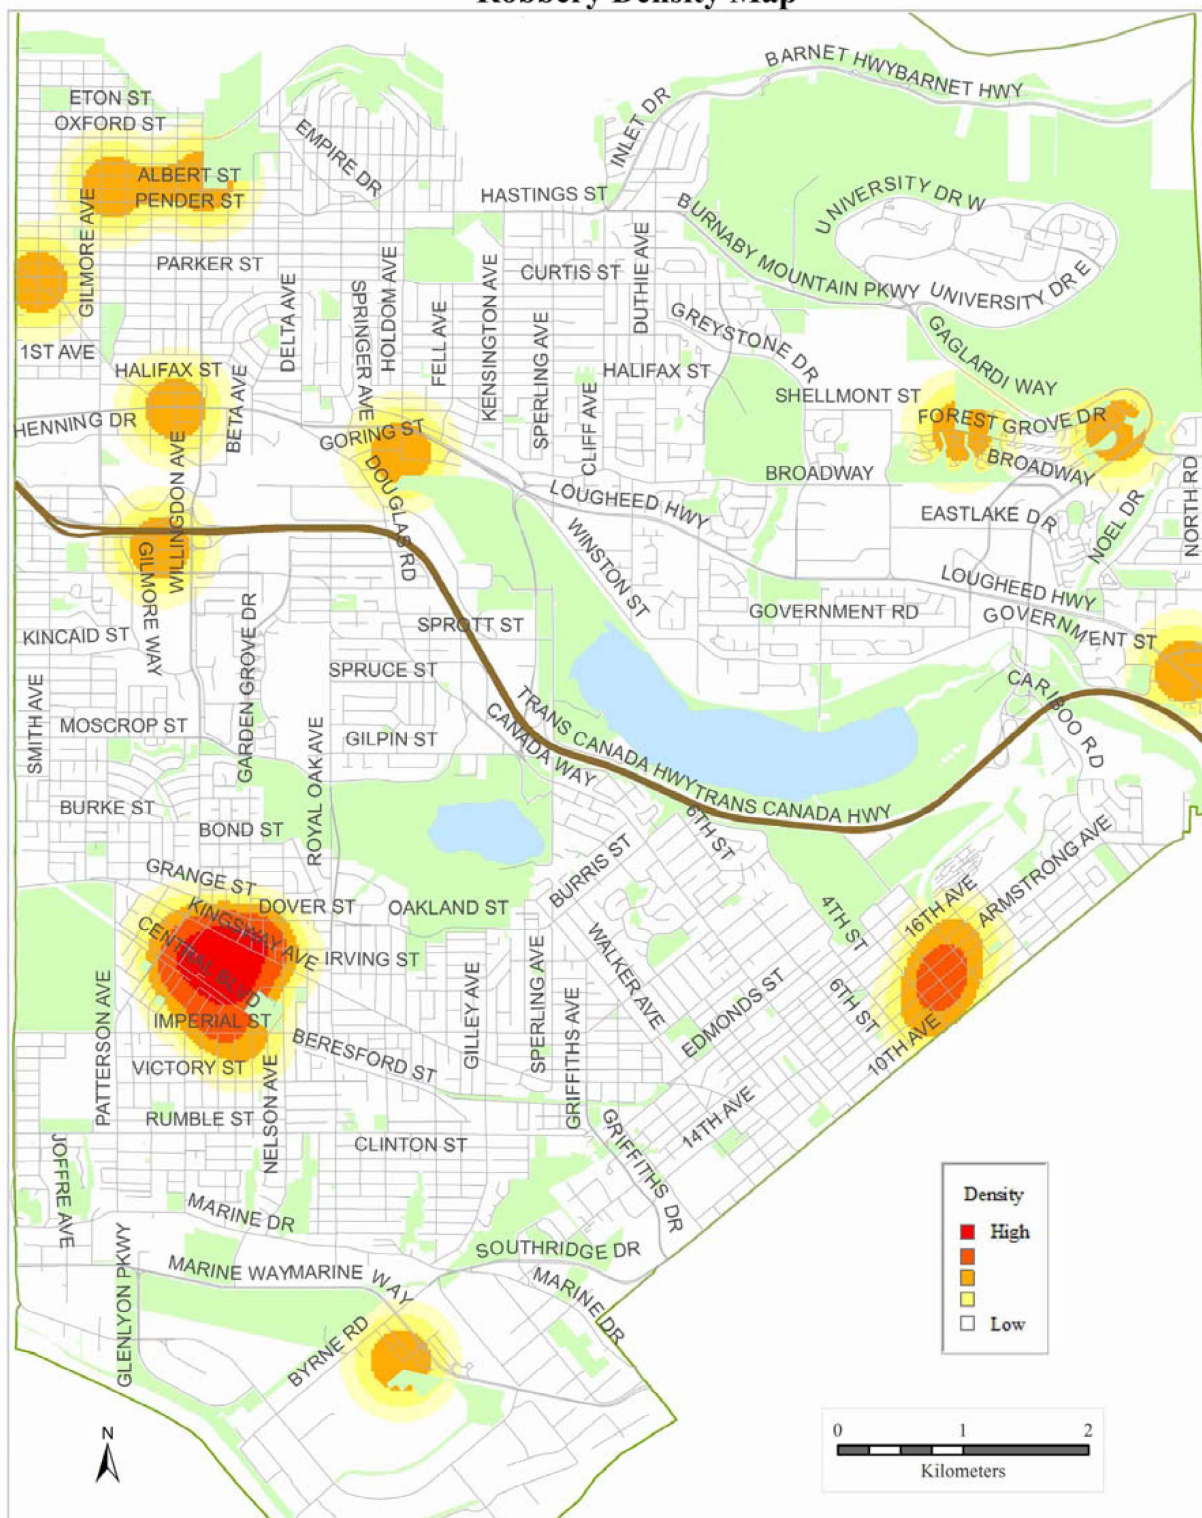 Robbery Density Map
BARNET HWYBARNET HWY
ETON ST
OXFORD ST
INLET DR
EMPIRE DR
ALBERT ST
PENDER ST
HASTINGS ST
UNIVERSITY DR W
GILMORE AVE
BURNABY MOUNTAIN PKWY
UNIVERSITY DR E
PARKER ST
CURTIS ST
DUTHIE AVE
DELTA AVE
SPRINGER AVE
HOLDOM AVE
FELL AVE
KENSINGTON AVE
SPERLING AVE
GREYSTONE DR
GAGLARDI WAY
1ST AVE
HALIFAX ST
BETA AVE
CLIFF AVE
HALIFAX ST
SHELLMONT ST
FOREST GROVE DR
HENNING DR
WILLINGDON AVE
GORING ST
DOUGLAS RD
BROADWAY
BROADWAY
NORTH RD
LOUGHEED HWY
EASTLAKE DR
NOEL DR
WINSTON ST
GILMORE WAY
LOUGHEED HWY
GOVERNMENT RD
GOVERNMENT ST
KINCAID ST
GARDEN GROVE DR
SPROTT ST
SPRUCE ST
SMITH AVE
MOSCROP ST
ROYAL OAK AVE
GILPIN ST
CANADA WAY
TRANS CANADA HWYTRANS CANADA HWY
CARIBOO RD
BURKE ST
BOND ST
6TH ST
BURRIS ST
ARMSTRONG AVE
GRANGE ST
DOVER ST
OAKLAND ST
KINGSWAY AVE
CENTRAL BLVD
IRVING ST
4TH ST
16TH AVE
WALKER AVE
PATTERSON AVE
GILLEY AVE
SPERLING AVE
GRIFFITHS AVE
EDMONDS ST
6TH ST
10TH AVE
IMPERIAL ST
BERESFORD ST
VICTORY ST
NELSON AVE
RUMBLE ST
CLINTON ST
14TH AVE
GRIFFITHS DR
JOFFRE AVE
MARINE DR
SOUTHRIDGE DR
MARINE WAYMARINE WAY
MARINE DR
GLENLYON PKWY
BYRNE RD
Density
High
Low
N
0 1 2
Kilometers